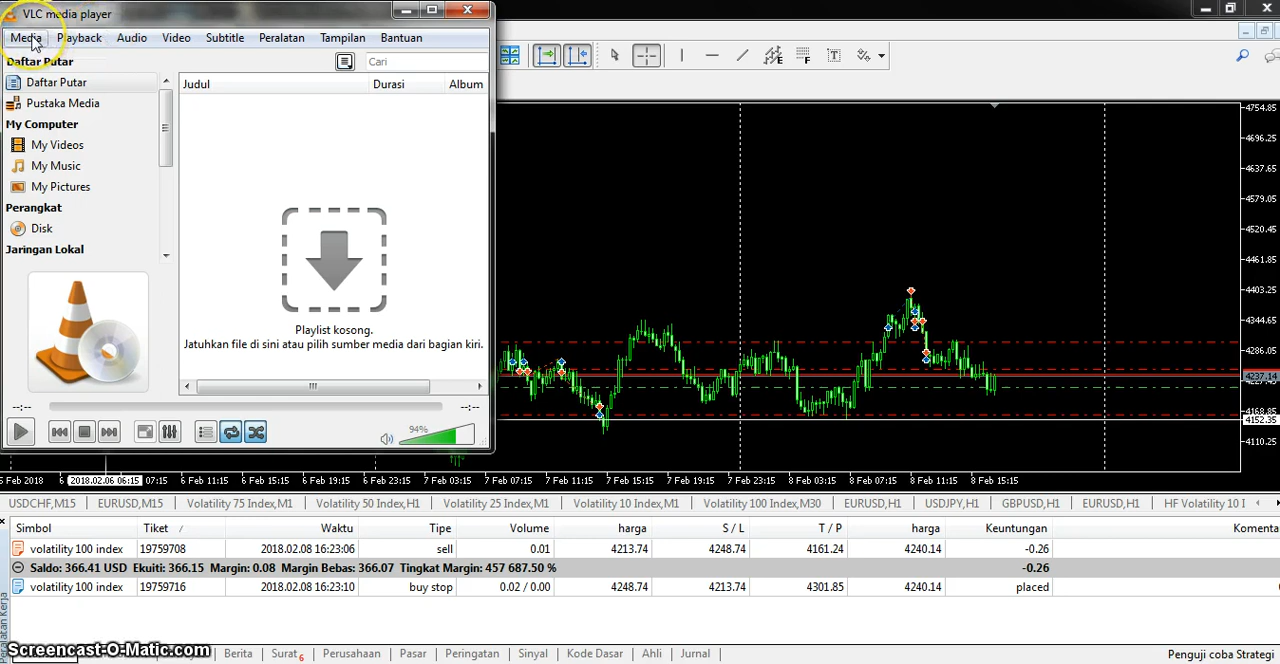 VLC media player
Media Playback Audio Video Subtitle Peralatan Tampilan Bantuan
Daftar Putar
Cari
Daftar Putar
Pustaka Media
My Computer
My Videos
My Music
My Pictures
Perangkat
Disk
Jaringan Lokal
Judul Durasi Album
Playlist kosong.
Jatuhkan file di sini atau pilih sumber media dari bagian kiri.
--:-- --:--
94%
F T
4754.85
4696.25
4637.65
4579.05
4520.45
4461.85
4403.25
4344.65
4286.05
4237.14
4168.85
4152.35
4110.25
5 Feb 2018 6 2018.02.06 06:15 07:15 6 Feb 11:15 6 Feb 15:15 6 Feb 19:15 6 Feb 23:15 7 Feb 03:15 7 Feb 07:15 7 Feb 11:15 7 Feb 15:15 7 Feb 19:15 7 Feb 23:15 8 Feb 03:15 8 Feb 07:15 8 Feb 11:15 8 Feb 15:15
USDCHF,M15 EURUSD,M15 Volatility 75 Index,M1 Volatility 50 Index,H1 Volatility 25 Index,M1 Volatility 10 Index,M1 Volatility 100 Index,M30 EURUSD,H1 USDJPY,H1 GBPUSD,H1 EURUSD,H1 HF Volatility 10 I
Simbol Tiket / Waktu Tipe Volume harga S / L T / P harga Keuntungan Komenta
volatility 100 index 19759708 2018.02.08 16:23:06 sell 0.01 4213.74 4248.74 4161.24 4240.14 -0.26
Saldo: 366.41 USD Ekuiti: 366.15 Margin: 0.08 Margin Bebas: 366.07 Tingkat Margin: 457 687.50 % -0.26
volatility 100 index 19759716 2018.02.08 16:23:10 buy stop 0.02 / 0.00 4248.74 4213.74 4301.85 4240.14 placed
Peralatan Kerja
Screencast-O-Matic.com
Berita Surat6 Perusahaan Pasar Peringatan Sinyal Kode Dasar Ahli Jurnal Penguji coba Strategi